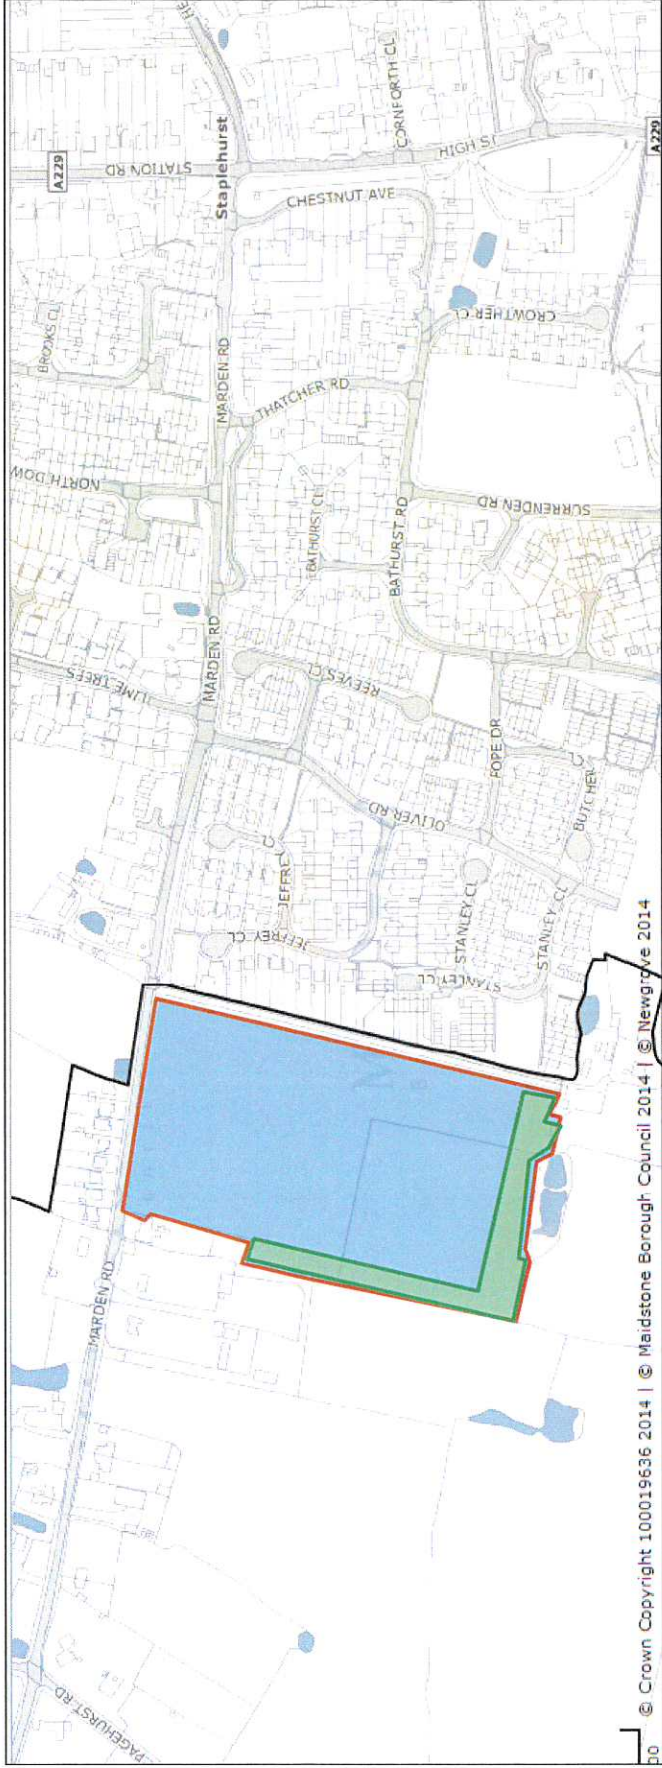 A229
STATION RD
Staplehurst
CORNFORTH CL
HIGH ST
A229
CHESTNUT AVE
BROOKS CL
MARDEN RD
THATCHER RD
CROWTHER CL
NORTH DOW
BATHURST CL
BATHURST RD
SURRENDEN RD
LIME TREES
MARDEN RD
REEVES CL
POPE DR
OLIVER RD
BUTCHER
CL
JEFFREY
CL
JEFFREY CL
STANLEY CL
STANLEY CL
STANLEY CL
MARDEN RD
PAGEHURST RD
00
© Crown Copyright 100019636 2014 | © Maidstone Borough Council 2014 | © Newgrove 2014